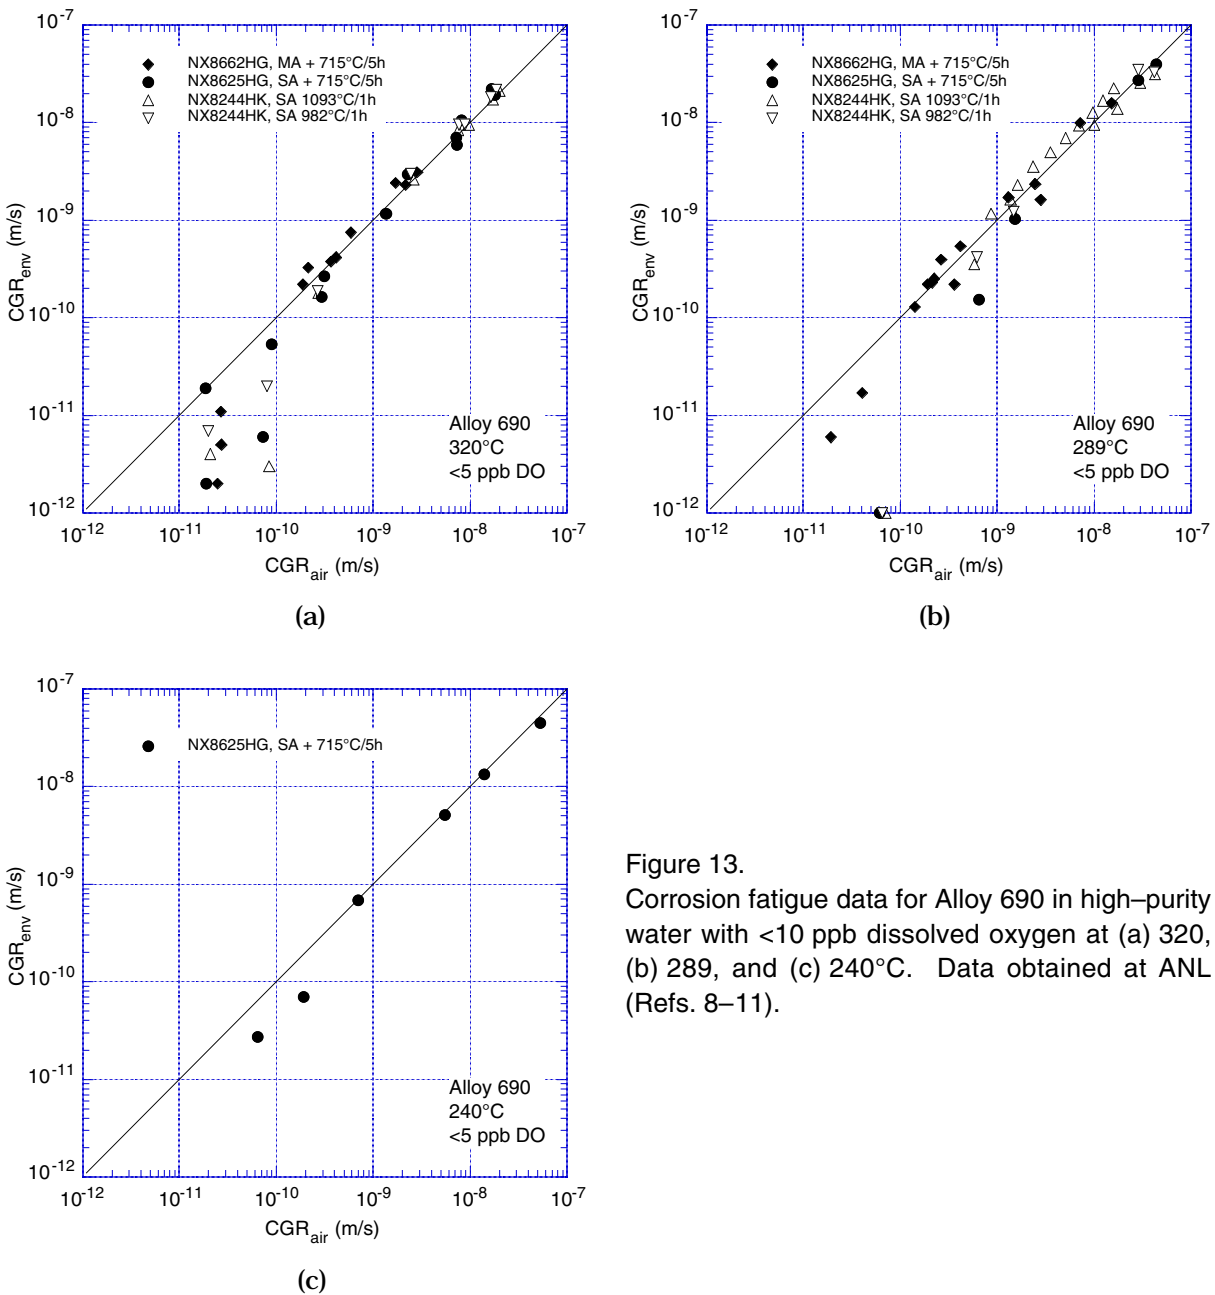 10-7
10-8
10-9
10-10
10-11
10-12
CGRenv (m/s)
NX8662HG, MA + 715°C/5h
NX8625HG, SA + 715°C/5h
NX8244HK, SA 1093°C/1h
NX8244HK, SA 982°C/1h
Alloy 690
320°C
<5 ppb DO
10-12 10-11 10-10 10-9 10-8 10-7
CGRair (m/s)
(a)
10-7
10-8
10-9
10-10
10-11
10-12
CGRenv (m/s)
NX8662HG, MA + 715°C/5h
NX8625HG, SA + 715°C/5h
NX8244HK, SA 1093°C/1h
NX8244HK, SA 982°C/1h
Alloy 690
289°C
<5 ppb DO
10-12 10-11 10-10 10-9 10-8 10-7
CGRair (m/s)
(b)
10-7
10-8
10-9
10-10
10-11
10-12
CGRenv (m/s)
NX8625HG, SA + 715°C/5h
Alloy 690
240°C
<5 ppb DO
10-12 10-11 10-10 10-9 10-8 10-7
CGRair (m/s)
(c)
Figure 13.
Corrosion fatigue data for Alloy 690 in high–purity
water with <10 ppb dissolved oxygen at (a) 320,
(b) 289, and (c) 240°C. Data obtained at ANL
(Refs. 8–11).